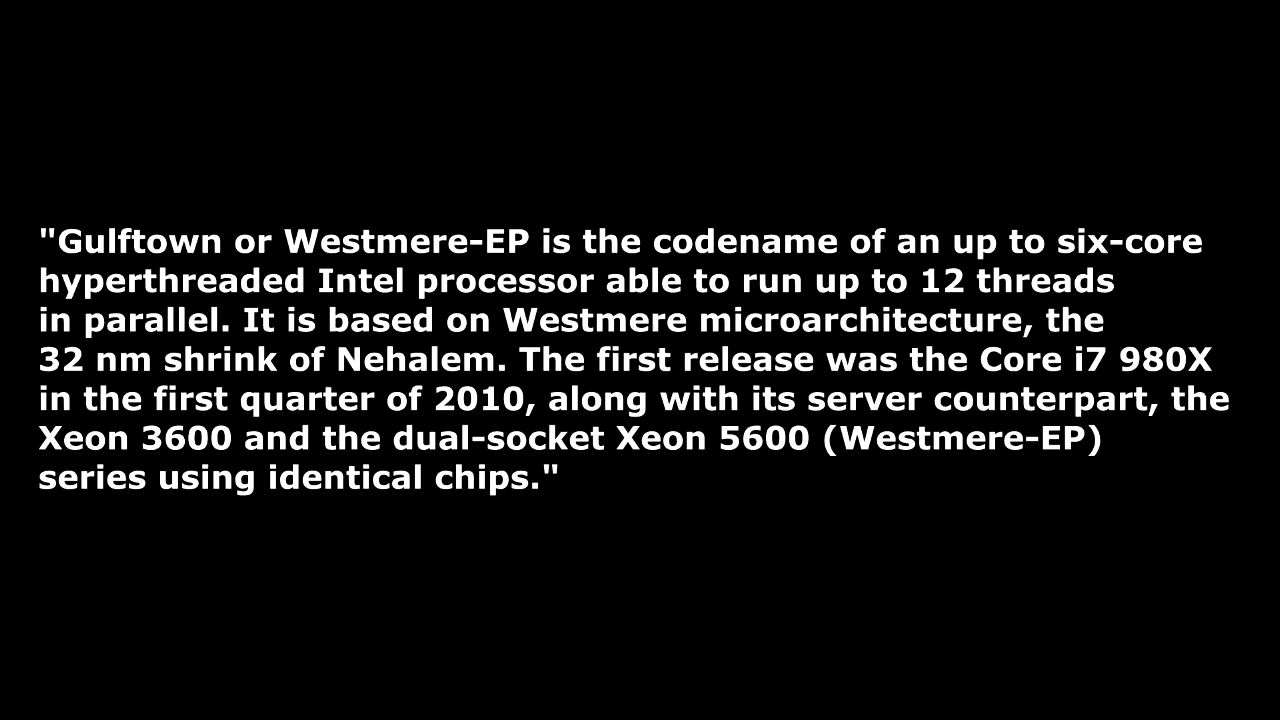 "Gulftown or Westmere-EP is the codename of an up to six-core
hyperthreaded Intel processor able to run up to 12 threads
in parallel. It is based on Westmere microarchitecture, the
32 nm shrink of Nehalem. The first release was the Core i7 980X
in the first quarter of 2010, along with its server counterpart, the
Xeon 3600 and the dual-socket Xeon 5600 (Westmere-EP)
series using identical chips."